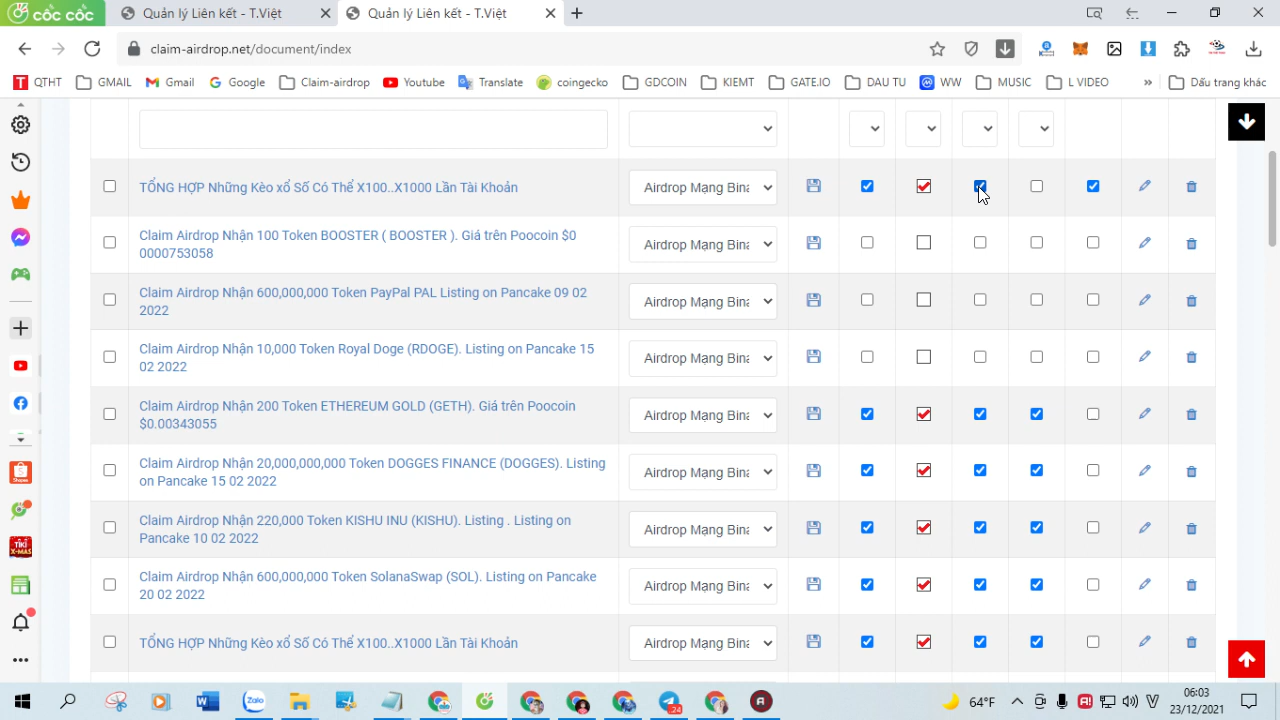 cốc cốc
Quản lý kết - T.Việt
Quản lý kết - T.Việt
claim-airdrop.net/document/index
QTHT
GMAIL
Gmail
Google
Claim-airdrop
Youtube
Translate
coingecko
GDCOIN
KIEMT
GATE.IO
DAU TU
WW
MUSIC
L VIDEO
»
Dấu trang khác
TỔNG HỢP Những Kèo xổ Số Có Thể X100..X1000 Lần Tài Khoản
Airdrop Mạng Bina
Claim Airdrop Nhận 100 Token BOOSTER ( BOOSTER ). Giá trên Poocoin $0
0000753058
Airdrop Mạng Bina
Claim Airdrop Nhận 600,000,000 Token PayPal PAL Listing on Pancake 09 02
2022
Airdrop Mạng Bina
Claim Airdrop Nhận 10,000 Token Royal Doge (RDOGE). Listing on Pancake 15
02 2022
Airdrop Mạng Bina
Claim Airdrop Nhận 200 Token ETHEREUM GOLD (GETH). Giá trên Poocoin
$0.00343055
Airdrop Mạng Bina
Claim Airdrop Nhận 20,000,000,000 Token DOGGES FINANCE (DOGGES). Listing
on Pancake 15 02 2022
Airdrop Mạng Bina
Claim Airdrop Nhận 220,000 Token KISHU INU (KISHU). Listing . Listing on
Pancake 10 02 2022
Airdrop Mạng Bina
Claim Airdrop Nhận 600,000,000 Token SolanaSwap (SOL). Listing on Pancake
20 02 2022
Airdrop Mạng Bina
TỔNG HỢP Những Kèo xổ Số Có Thể X100..X1000 Lần Tài Khoản
Airdrop Mạng Bina
Zalo
24
64°F
06:03
23/12/2021